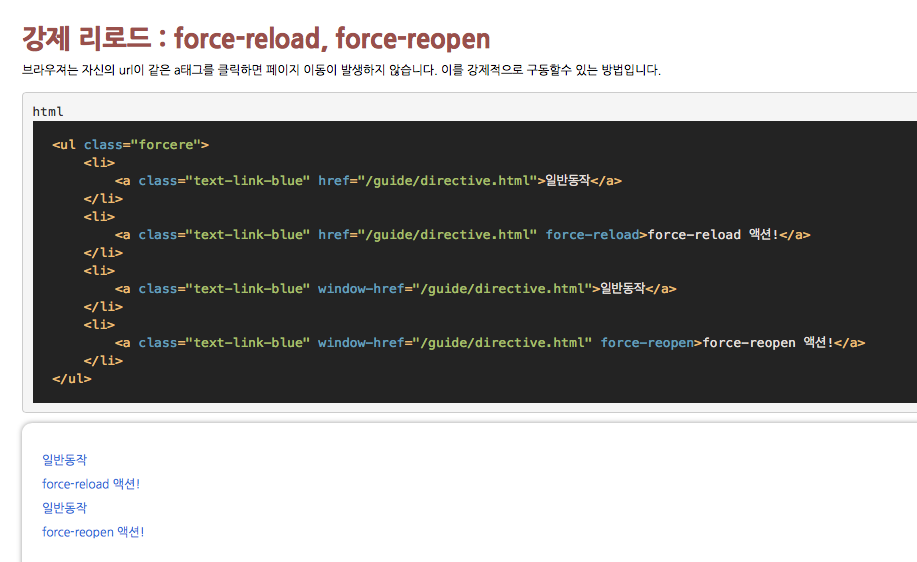 강제 리로드 : force-reload, force-reopen
브라우져는 자신의 url이 같은 a태그를 클릭하면 페이지 이동이 발생하지 않습니다. 이를 강제적으로 구동할수 있는 방법입니다.
html
<ul class="forcere">
<li>
<a class="text-link-blue" href="/guide/directive.html">일반동작</a>
</li>
<li>
<a class="text-link-blue" href="/guide/directive.html" force-reload>force-reload 액션!</a>
</li>
<li>
<a class="text-link-blue" window-href="/guide/directive.html">일반동작</a>
</li>
<li>
<a class="text-link-blue" window-href="/guide/directive.html" force-reopen>force-reopen 액션!</a>
</li>
</ul>
일반동작
force-reload 액션!
일반동작
force-reopen 액션!